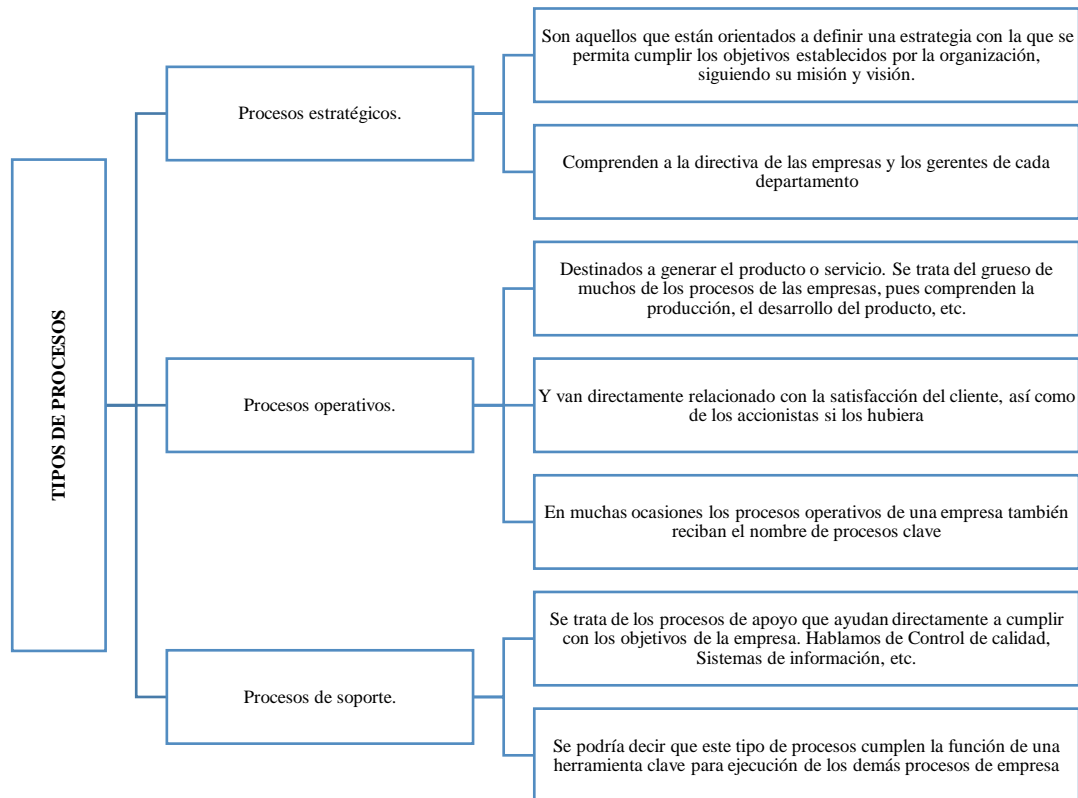 TIPOS DE PROCESOS
Procesos estratégicos.
Son aquellos que están orientados a definir una estrategia con la que se
permita cumplir los objetivos establecidos por la organización,
siguiendo su misión y visión.
Comprenden a la directiva de las empresas y los gerentes de cada
departamento
Procesos operativos.
Destinados a generar el producto o servicio. Se trata del grueso de
muchos de los procesos de las empresas, pues comprenden la
producción, el desarrollo del producto, etc.
Y van directamente relacionado con la satisfacción del cliente, así como
de los accionistas si los hubiera
En muchas ocasiones los procesos operativos de una empresa también
reciban el nombre de procesos clave
Procesos de soporte.
Se trata de los procesos de apoyo que ayudan directamente a cumplir
con los objetivos de la empresa. Hablamos de Control de calidad,
Sistemas de información, etc.
Se podría decir que este tipo de procesos cumplen la función de una
herramienta clave para ejecución de los demás procesos de empresa